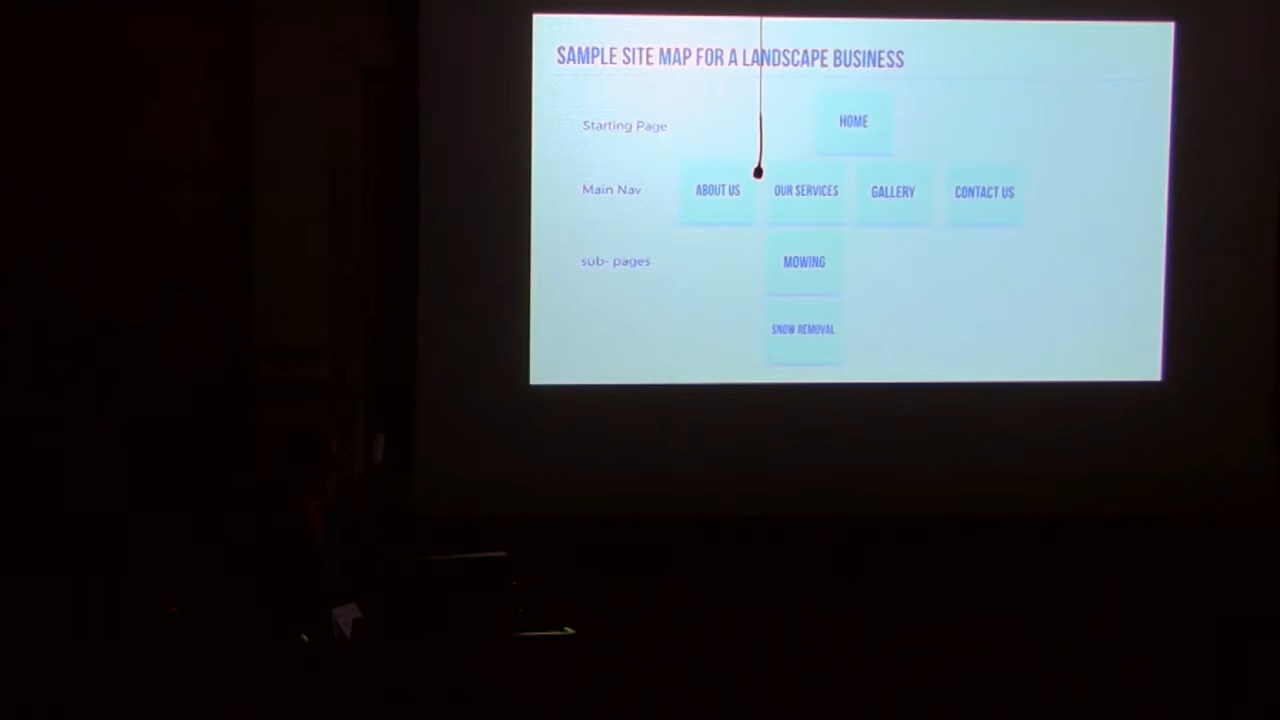 SAMPLE SITE MAP FOR A LANDSCAPE BUSINESS
Starting Page
HOME
Main Nav
ABOUT US
OUR SERVICES
GALLERY
CONTACT US
sub- pages
MOWING
SNOW REMOVAL